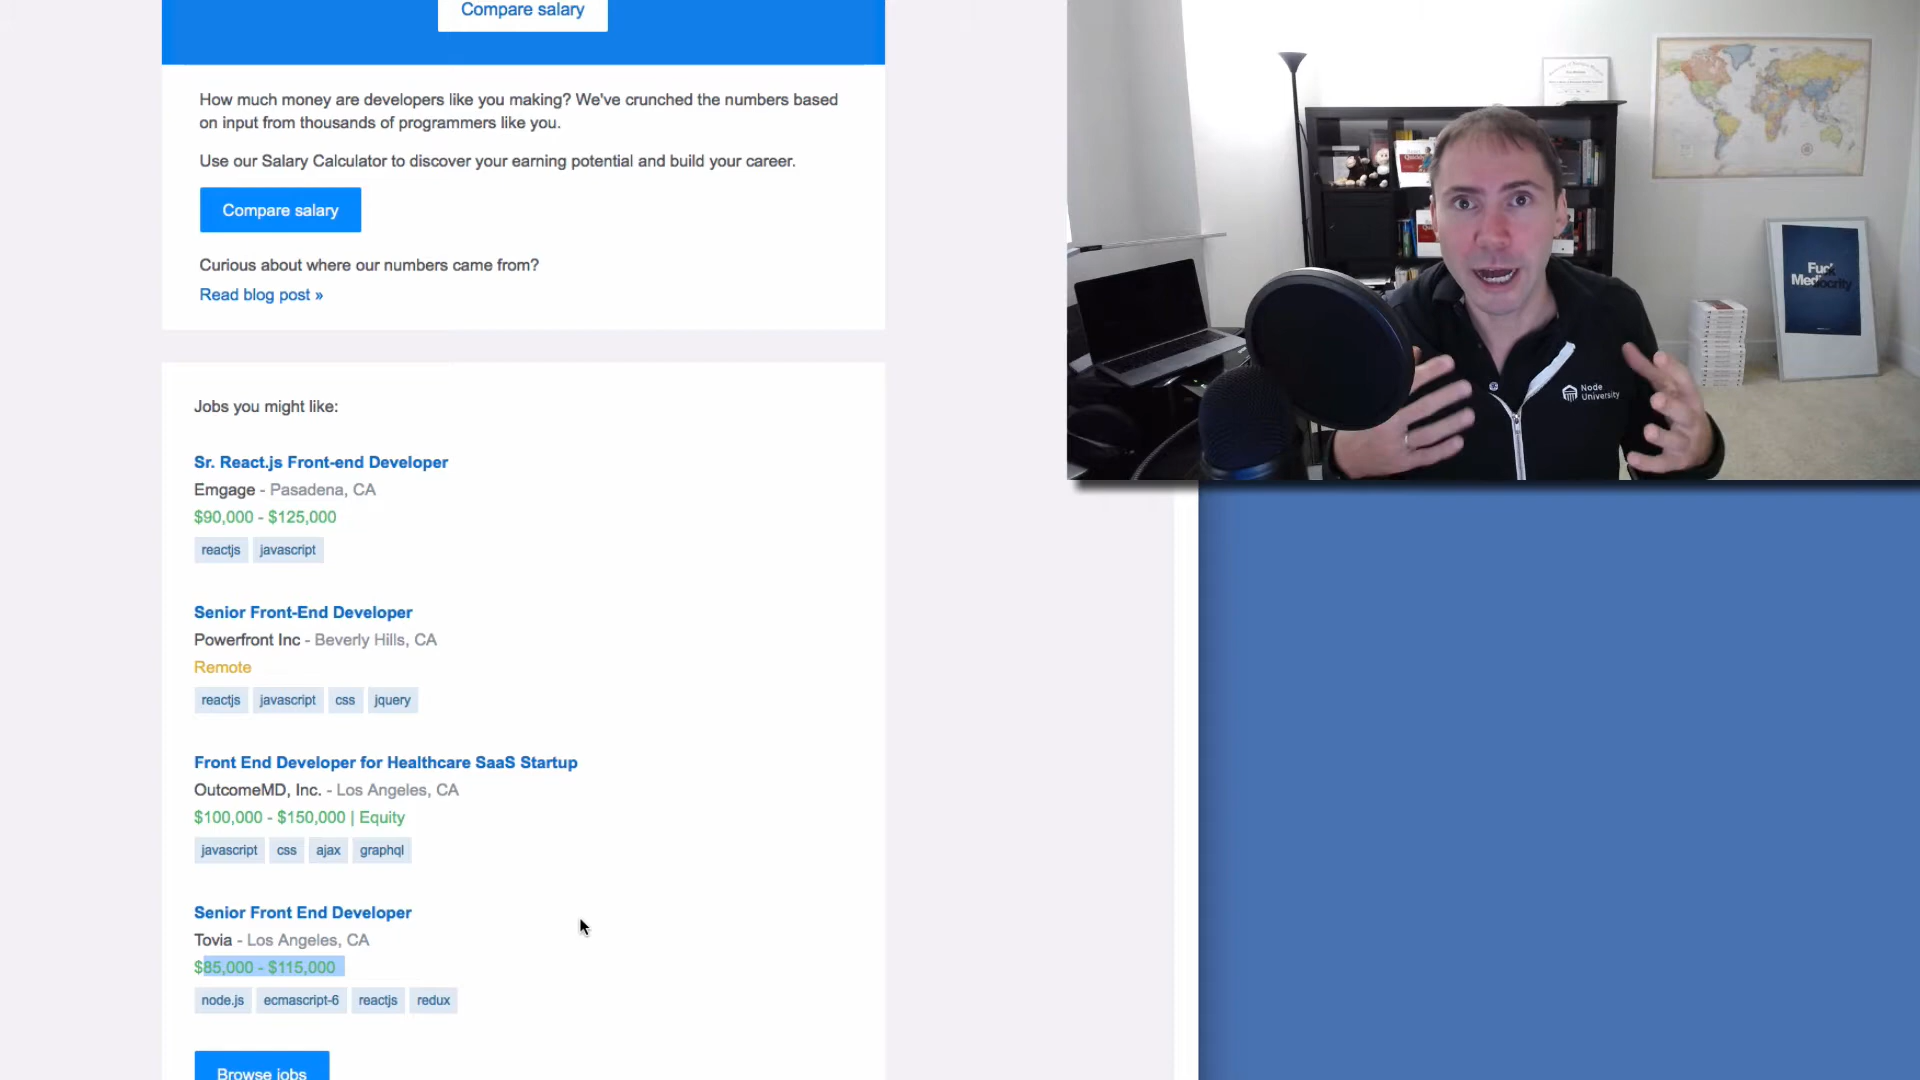 Compare salary
How much money are developers like you making? We've crunched the numbers based
on input from thousands of programmers like you.
Use our Salary Calculator to discover your earning potential and build your career.
Compare salary
Curious about where our numbers came from?
Read blog post »
Jobs you might like:
Sr. React.js Front-end Developer
Emgage - Pasadena, CA
$90,000 - $125,000
reactjs javascript
Senior Front-End Developer
Powerfront Inc - Beverly Hills, CA
Remote
reactjs javascript css jquery
Front End Developer for Healthcare SaaS Startup
OutcomeMD, Inc. - Los Angeles, CA
$100,000 - $150,000 | Equity
javascript css ajax graphql
Senior Front End Developer
Tovia - Los Angeles, CA
$85,000 - $115,000
node.js ecmascript-6 reactjs redux
Browse jobs
Fuck
Mediocrity
Node
University